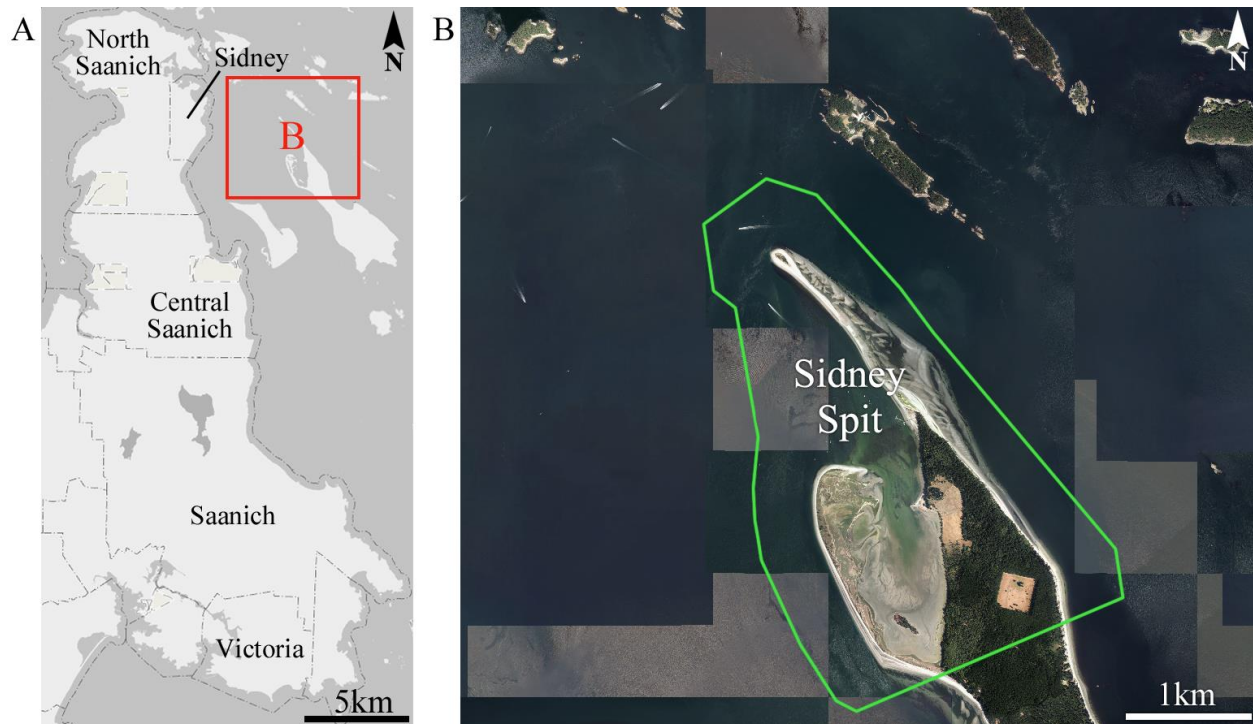 A
North
Saanich
Sidney
N
B
Central
Saanich
Saanich
Victoria
5km
B
N
Sidney
Spit
1km